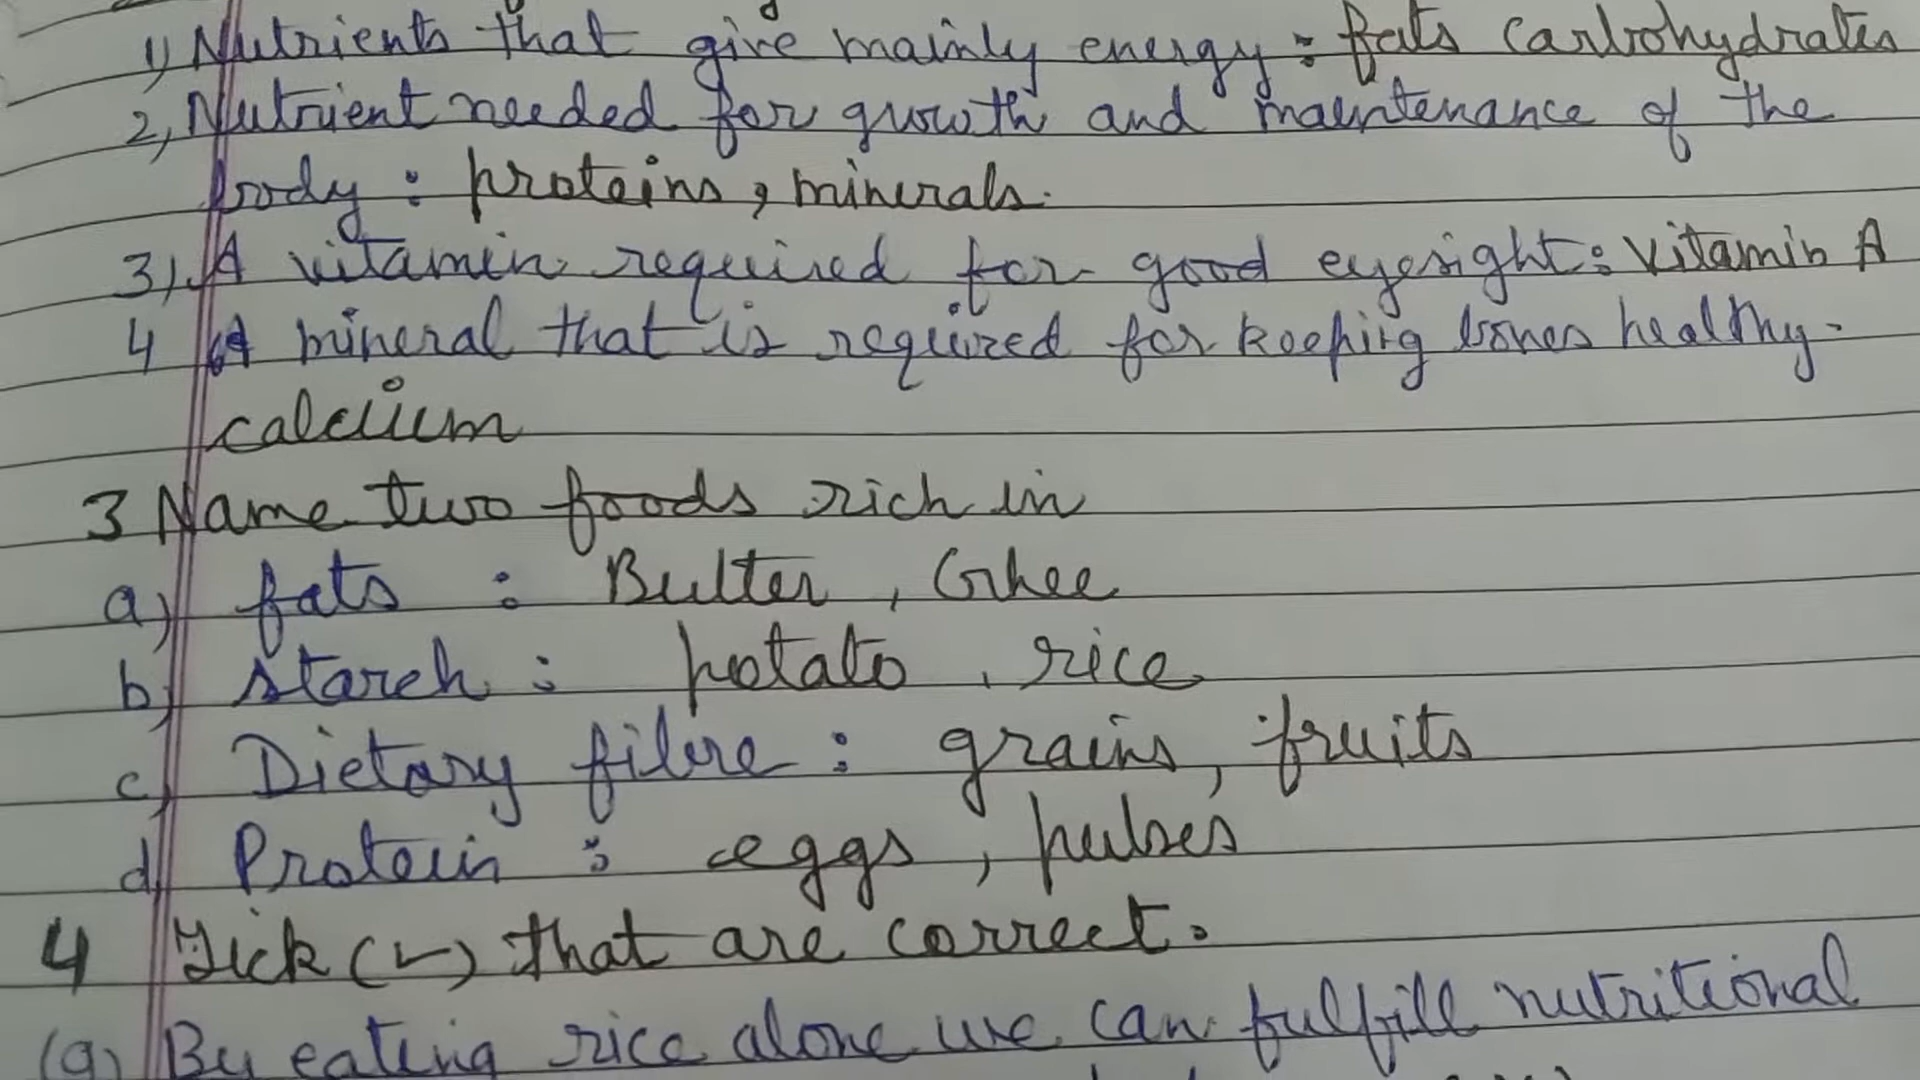 1) Nutrients that give mainly energy : fats carbohydrates
2, Nutrient needed for growth and maintenance of the
body : proteins, minerals.
3). A vitamin required for good eyesight : vitamin A
4 A mineral that is required for keeping bones healthy -
calcium
3 Name two foods rich in
a) fats : Butter , Ghee
b) starch : potato , rice
c) Dietary fibre : grains, fruits
d) Protein : eggs , pulses
4 Tick (✓) that are correct.
(a) By eating rice alone we can fulfill nutritional